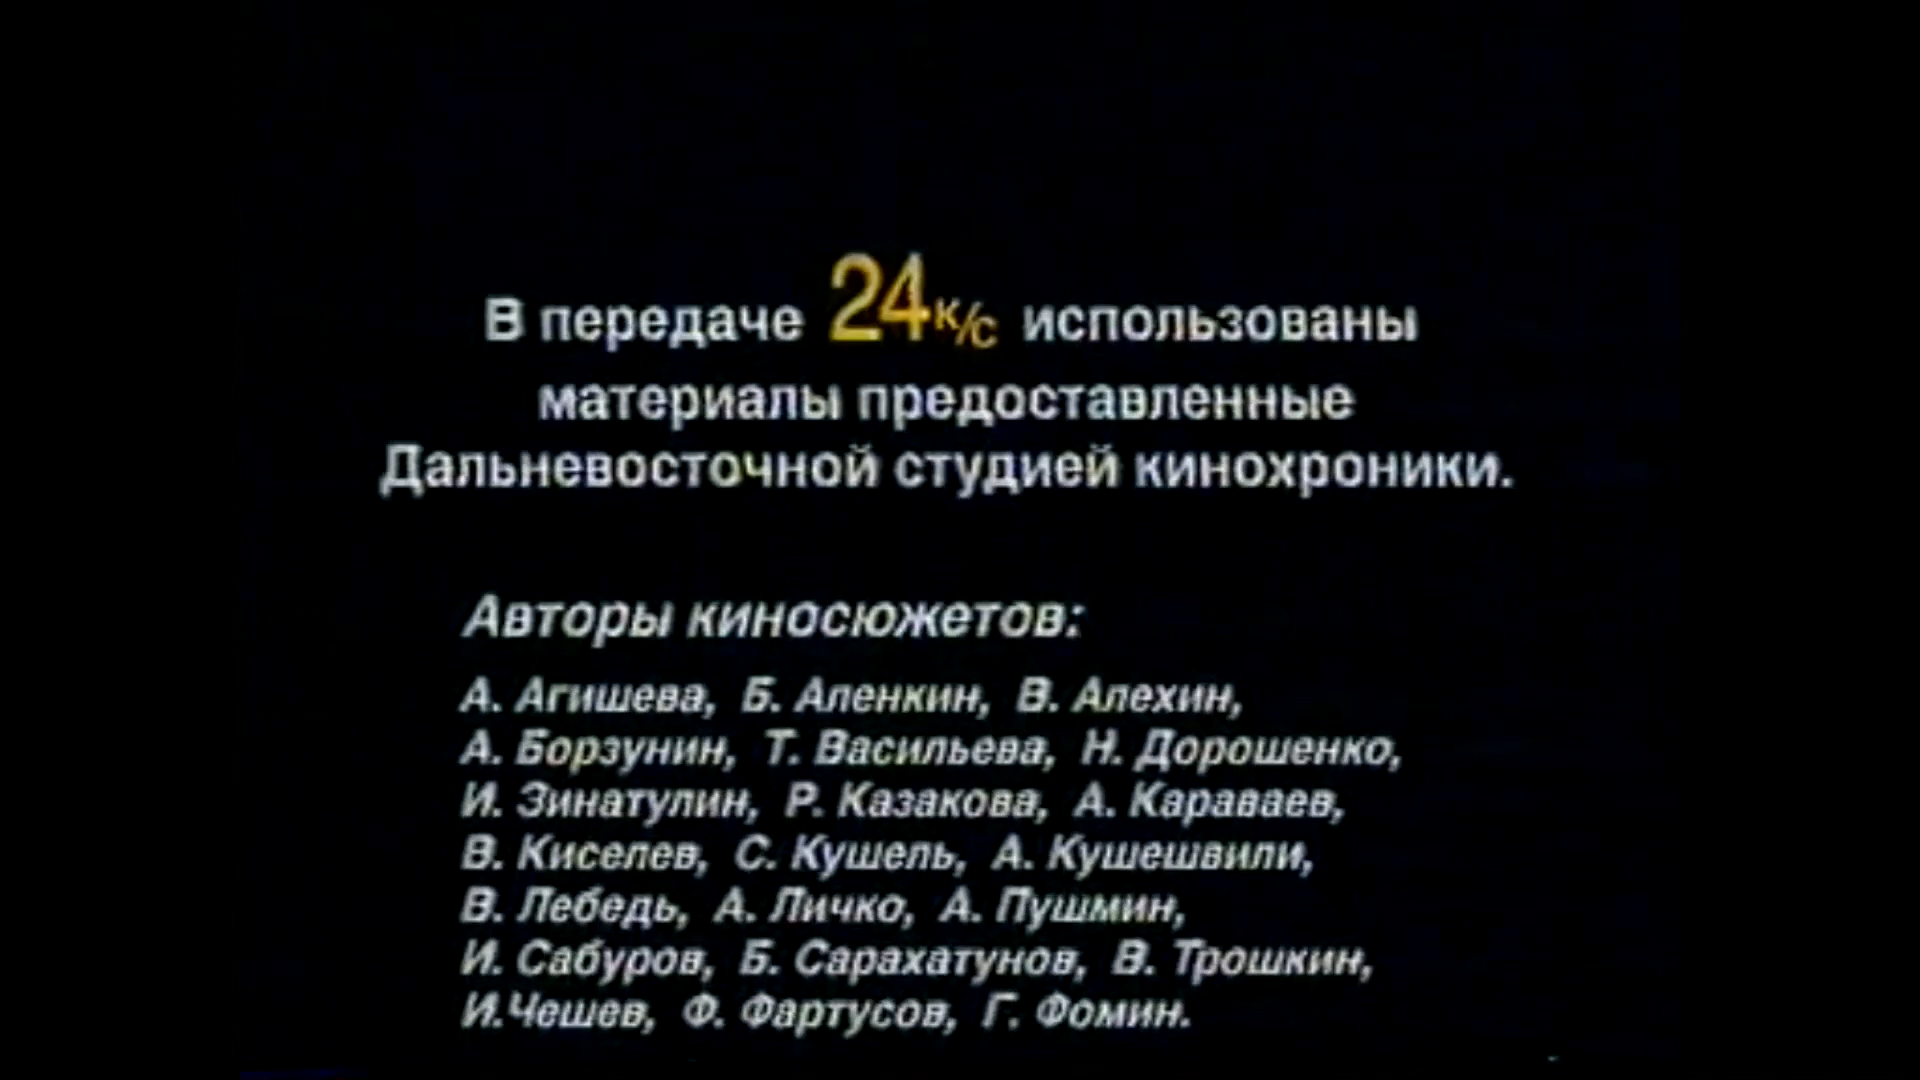 В передаче 24 к/с использованы
материалы предоставленные
Дальневосточной студией кинохроники.
Авторы киносюжетов:
А. Агишева, Б. Аленкин, В. Алехин,
А. Борзунин, Т. Васильева, Н. Дорошенко,
И. Зинатулин, Р. Казакова, А. Караваев,
В. Киселев, С. Кушель, А. Кушешвили,
В. Лебедь, А. Личко, А. Пушмин,
И. Сабуров, Б. Сарахатунов, В. Трошкин,
И.Чешев, Ф. Фартусов, Г. Фомин.